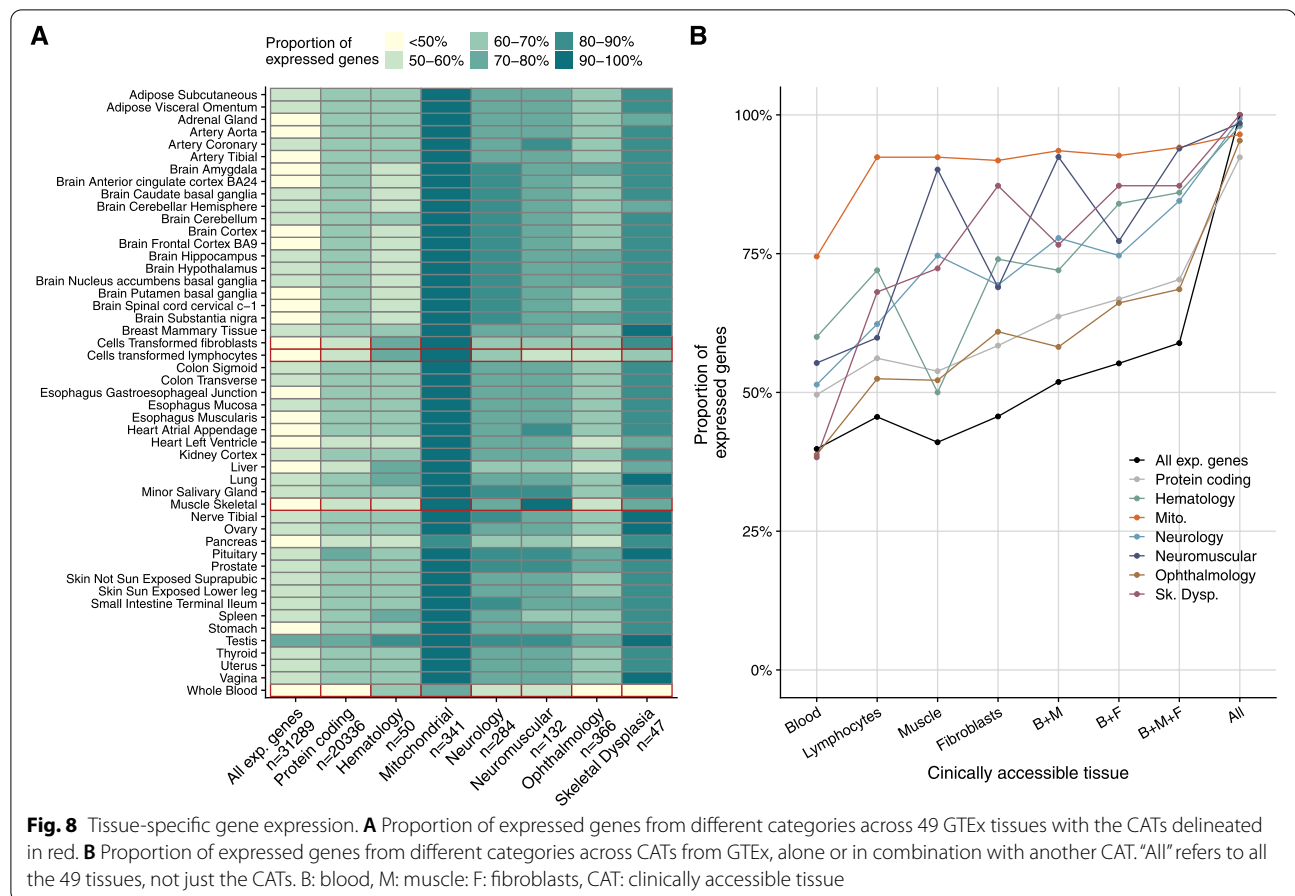 A
Proportion of
expressed genes
<50%
60–70%
80–90%
50–60%
70–80%
90–100%
Adipose Subcutaneous
Adipose Visceral Omentum
Adrenal Gland
Artery Aorta
Artery Coronary
Artery Tibial
Brain Amygdala
Brain Anterior cingulate cortex BA24
Brain Caudate basal ganglia
Brain Cerebellar Hemisphere
Brain Cerebellum
Brain Cortex
Brain Frontal Cortex BA9
Brain Hippocampus
Brain Hypothalamus
Brain Nucleus accumbens basal ganglia
Brain Putamen basal ganglia
Brain Spinal cord cervical c−1
Brain Substantia nigra
Breast Mammary Tissue
Cells Transformed fibroblasts
Cells transformed lymphocytes
Colon Sigmoid
Colon Transverse
Esophagus Gastroesophageal Junction
Esophagus Mucosa
Esophagus Muscularis
Heart Atrial Appendage
Heart Left Ventricle
Kidney Cortex
Liver
Lung
Minor Salivary Gland
Muscle Skeletal
Nerve Tibial
Ovary
Pancreas
Pituitary
Prostate
Skin Not Sun Exposed Suprapubic
Skin Sun Exposed Lower leg
Small Intestine Terminal Ileum
Spleen
Stomach
Testis
Thyroid
Uterus
Vagina
Whole Blood
All exp. genes
n=31289
Protein coding
n=20336
Hematology
n=50
Mitochondrial
n=341
Neurology
n=284
Neuromuscular
n=132
Ophthalmology
n=366
Skeletal Dysplasia
n=47
B
Proportion of
expressed genes
100%
75%
50%
25%
0%
All exp. genes
Protein coding
Hematology
Mito.
Neurology
Neuromuscular
Ophthalmology
Sk. Dysp.
Blood
Lymphocytes
Muscle
Fibroblasts
B+M
B+F
B+M+F
All
Cinically accessible tissue
Fig. 8 Tissue-specific gene expression. A Proportion of expressed genes from different categories across 49 GTEx tissues with the CATs delineated
in red. B Proportion of expressed genes from different categories across CATs from GTEx, alone or in combination with another CAT. “All” refers to all
the 49 tissues, not just the CATs. B: blood, M: muscle: F: fibroblasts, CAT: clinically accessible tissue